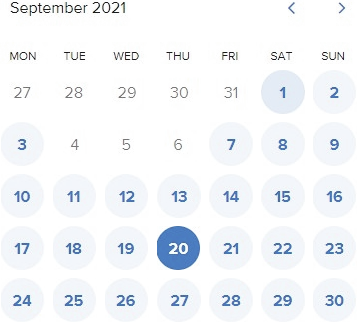 September 2021
MON TUE WED THU FRI SAT SUN
27 28 29 30 31 1 2
3 4 5 6 7 8 9
10 11 12 13 14 15 16
17 18 19 20 21 22 23
24 25 26 27 28 29 30